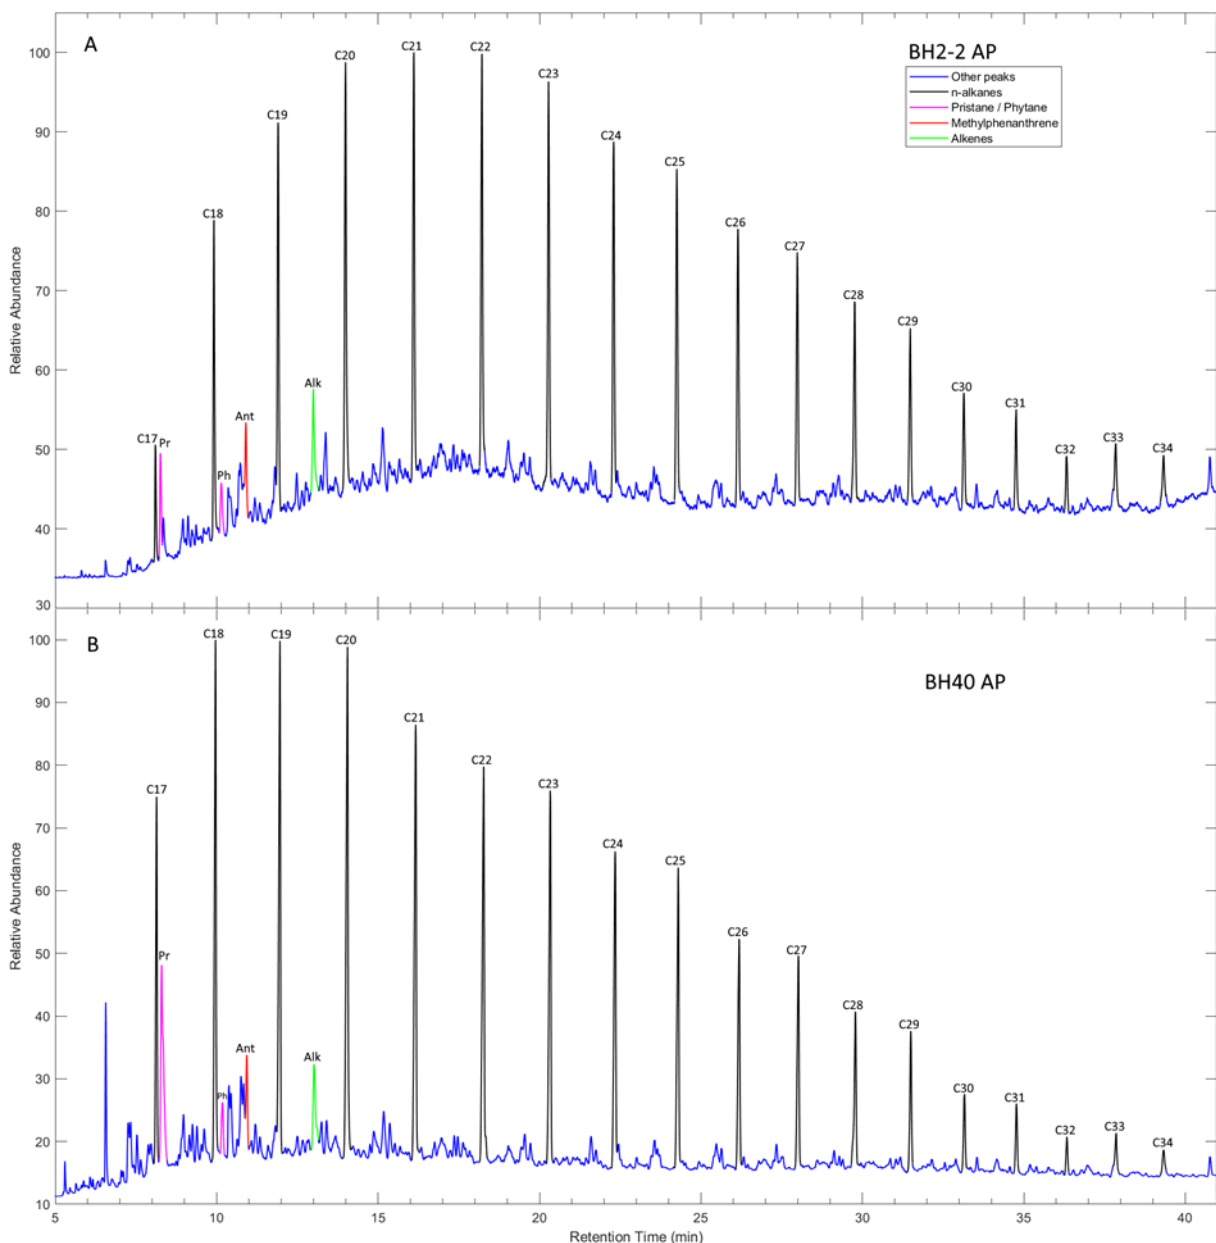 A
BH2-2 AP
Other peaks
n-alkanes
Pristane / Phytane
Methylphenanthrene
Alkenes
Relative Abundance
100
90
80
70
60
50
40
30
C17
Pr
C18
Ph
Ant
C19
Alk
C20
C21
C22
C23
C24
C25
C26
C27
C28
C29
C30
C31
C32
C33
C34
B
BH40 AP
Relative Abundance
100
90
80
70
60
50
40
30
20
10
C17
Pr
C18
Ph
Ant
C19
Alk
C20
C21
C22
C23
C24
C25
C26
C27
C28
C29
C30
C31
C32
C33
C34
5 10 15 20 25 30 35 40
Retention Time (min)